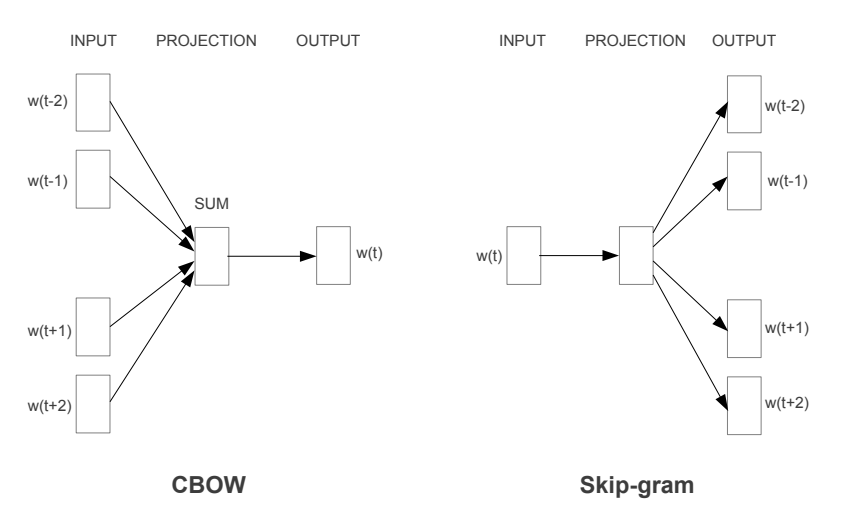 INPUT PROJECTION OUTPUT
w(t-2)
w(t-1)
SUM
w(t)
w(t+1)
w(t+2)
CBOW
INPUT PROJECTION OUTPUT
w(t-2)
w(t-1)
w(t)
w(t+1)
w(t+2)
Skip-gram